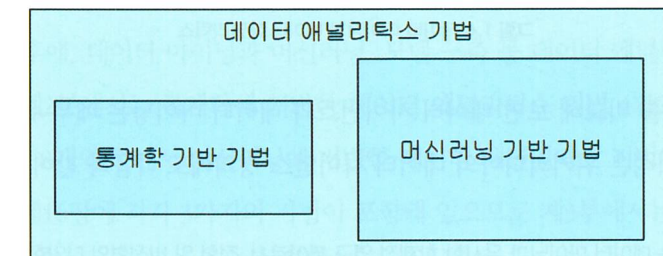 데이터 애널리틱스 기법
통계학 기반 기법
머신러닝 기반 기법